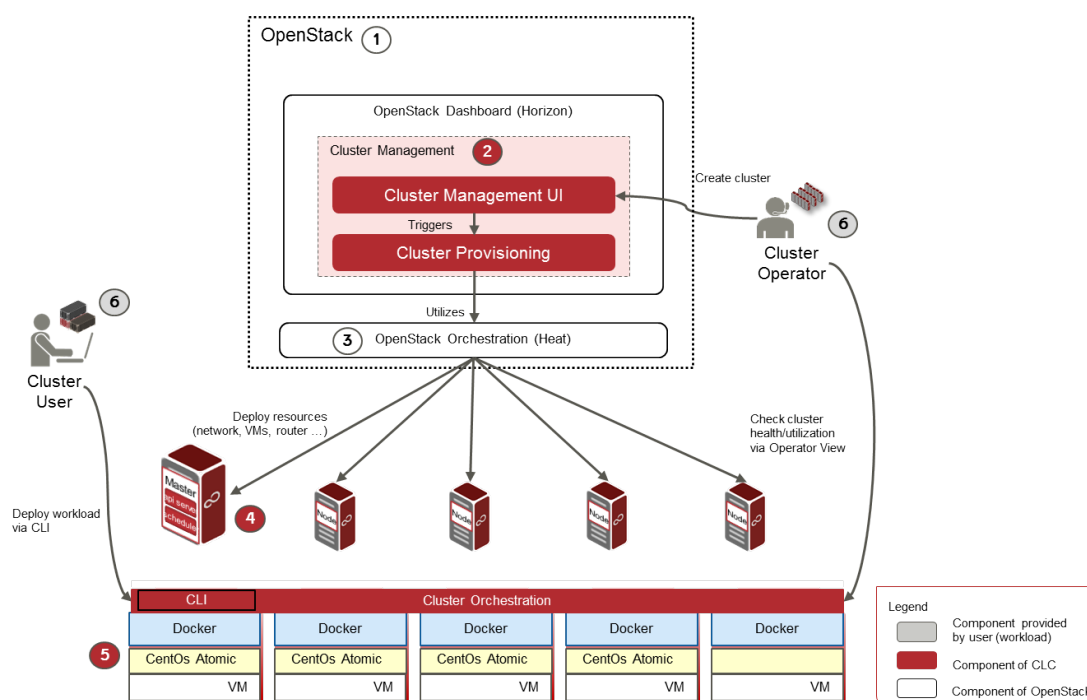 OpenStack 1
OpenStack Dashboard (Horizon)
Cluster Management 2
Cluster Management UI
Triggers
Cluster Provisioning
Create cluster
6
Cluster
Operator
Utilizes
3 OpenStack Orchestration (Heat)
6
Cluster
User
Deploy resources
(network, VMs, router ...)
Check cluster
health/utilization
via Operator View
Master
api server
schedule
4
Node
Node
Node
Node
Deploy workload
via CLI
CLI Cluster Orchestration
Docker Docker Docker Docker Docker
5 CentOs Atomic CentOs Atomic CentOs Atomic CentOs Atomic
VM VM VM VM VM
Legend
Component provided
by user (workload)
Component of CLC
Component of OpenStack